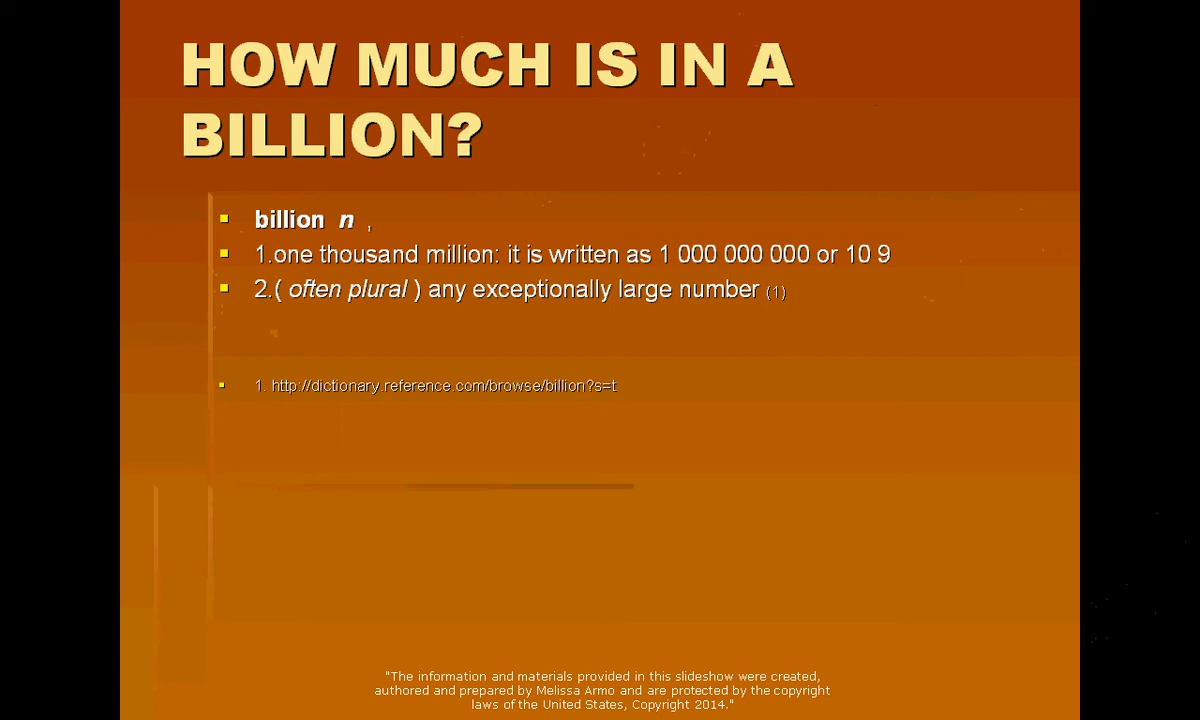 HOW MUCH IS IN A
BILLION?
billion n ,
1.one thousand million: it is written as 1 000 000 000 or 10 9
2.( often plural ) any exceptionally large number (1)
1. http://dictionary.reference.com/browse/billion?s=t
"The information and materials provided in this slideshow were created,
authored and prepared by Melissa Armo and are protected by the copyright
laws of the United States, Copyright 2014."